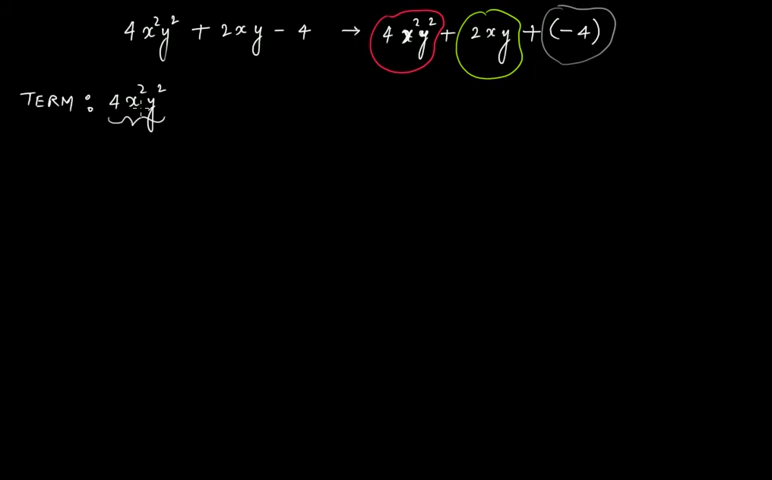 4x²y² + 2xy - 4 → 4x²y² + 2xy + (-4)
TERM: 4x²y²